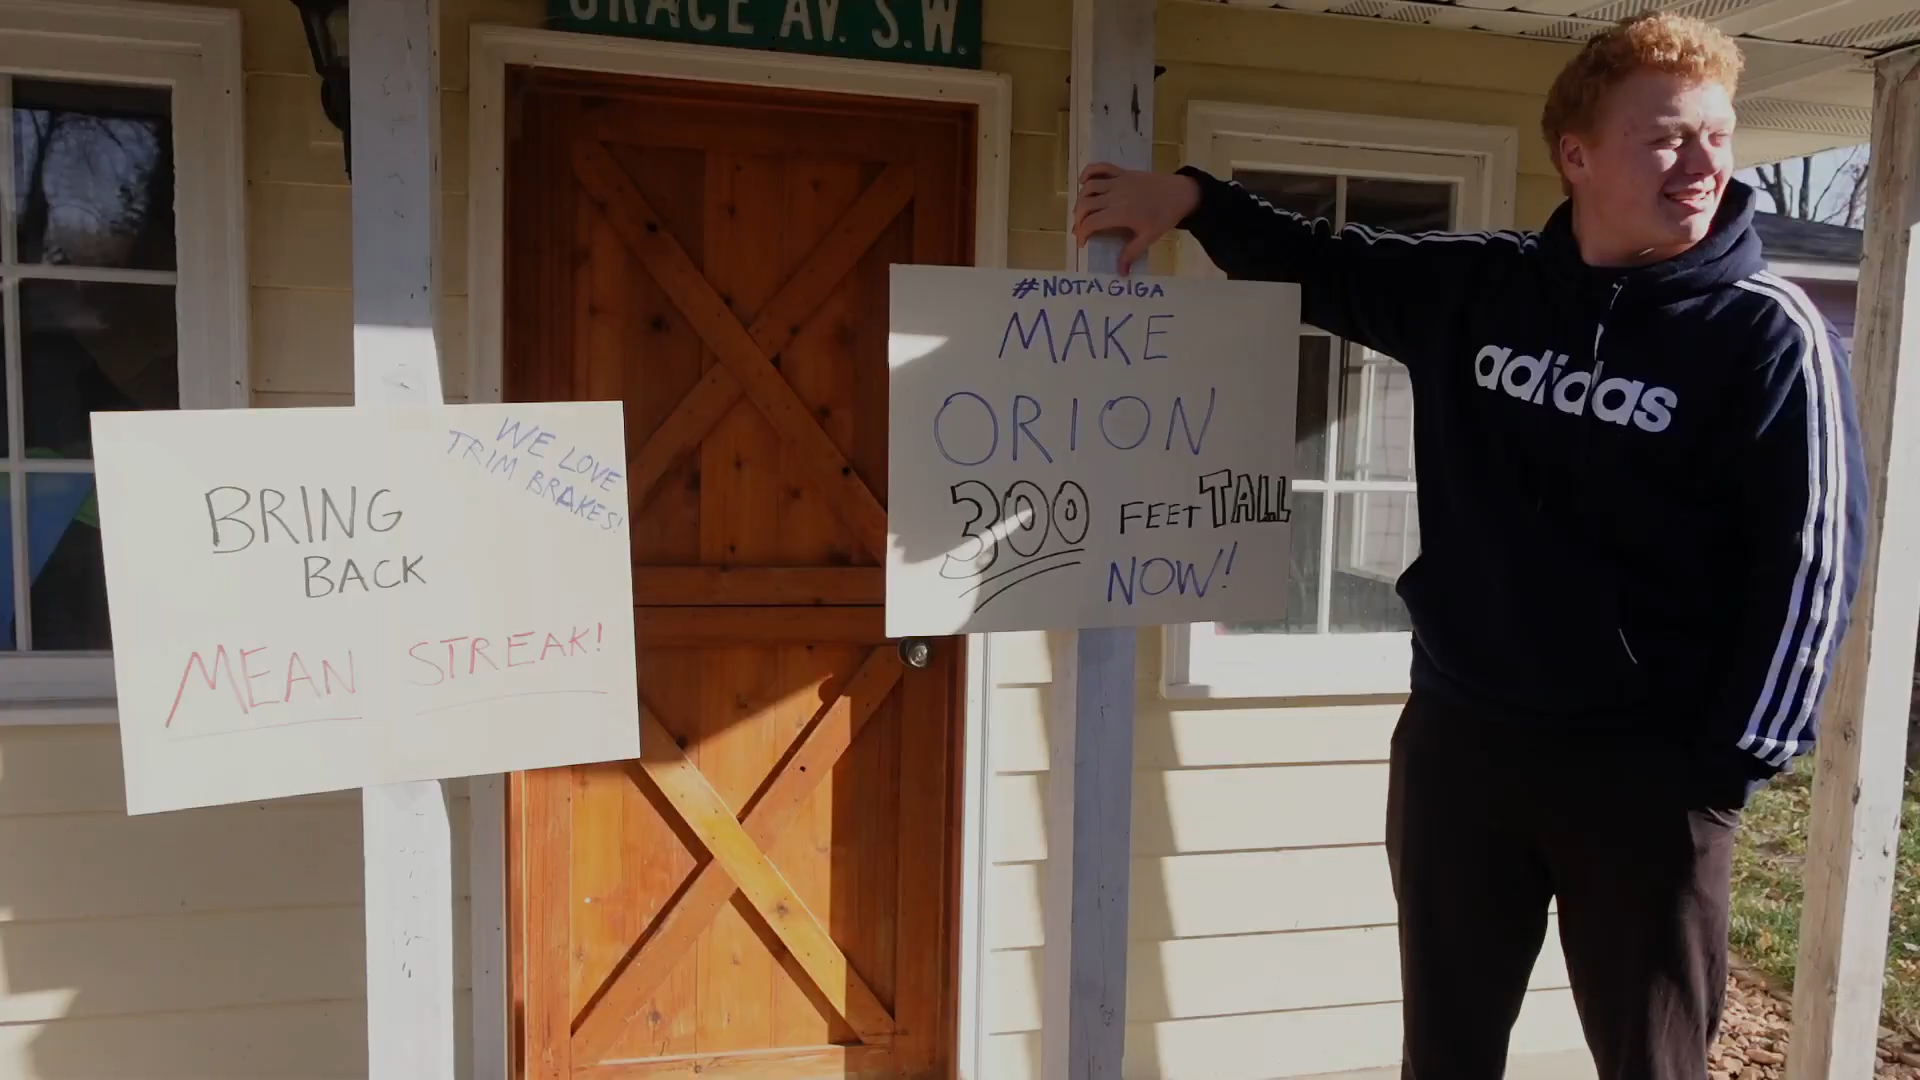 GRACE AV. S.W.
WE LOVE
TRIM BRAKES!
BRING
BACK
MEAN STREAK!
#NOTAGIGA
MAKE
ORION
300 FEET TALL
NOW!
adidas